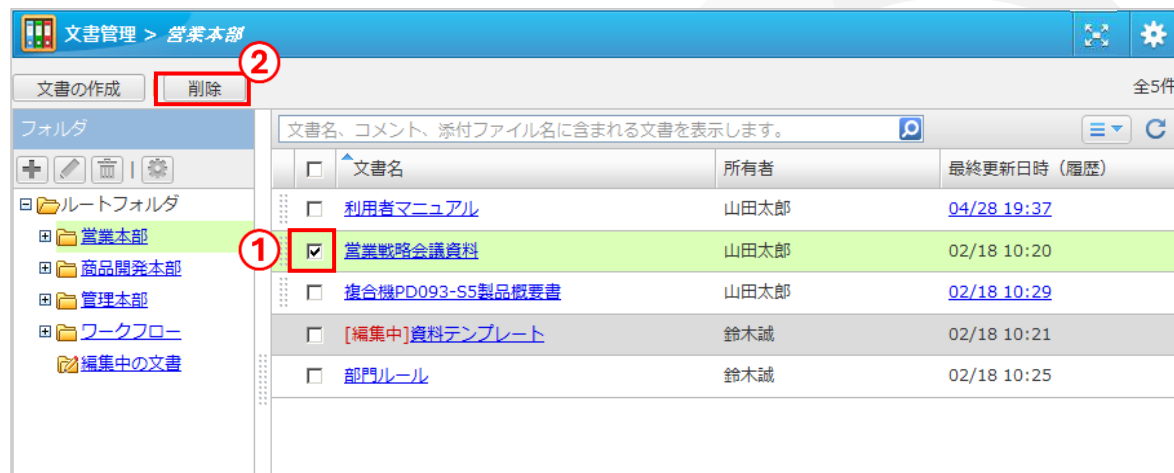 文書管理 > 営業本部
②
文書の作成 削除 全5件
フォルダ 文書名、コメント、添付ファイル名に含まれる文書を表示します。
文書名 所有者 最終更新日時（履歴）
ルートフォルダ 利用者マニュアル 山田太郎 04/28 19:37
営業本部 ① 営業戦略会議資料 山田太郎 02/18 10:20
商品開発本部
管理本部 複合機PD093-S5製品概要書 山田太郎 02/18 10:29
ワークフロー [編集中]資料テンプレート 鈴木誠 02/18 10:21
編集中の文書 部門ルール 鈴木誠 02/18 10:25